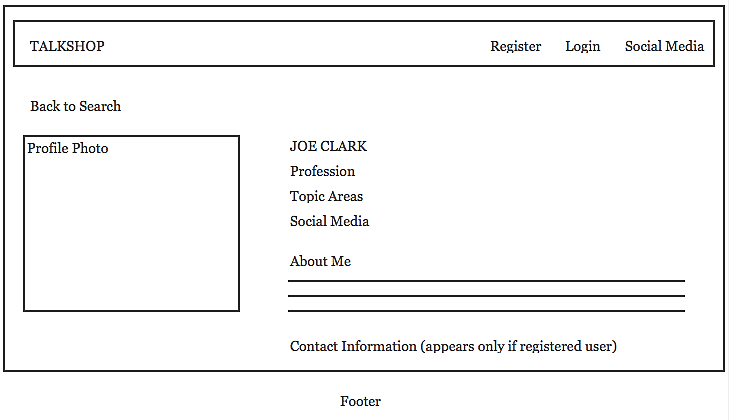 TALKSHOP Register Login Social Media
Back to Search
Profile Photo
JOE CLARK
Profession
Topic Areas
Social Media
About Me
Contact Information (appears only if registered user)
Footer